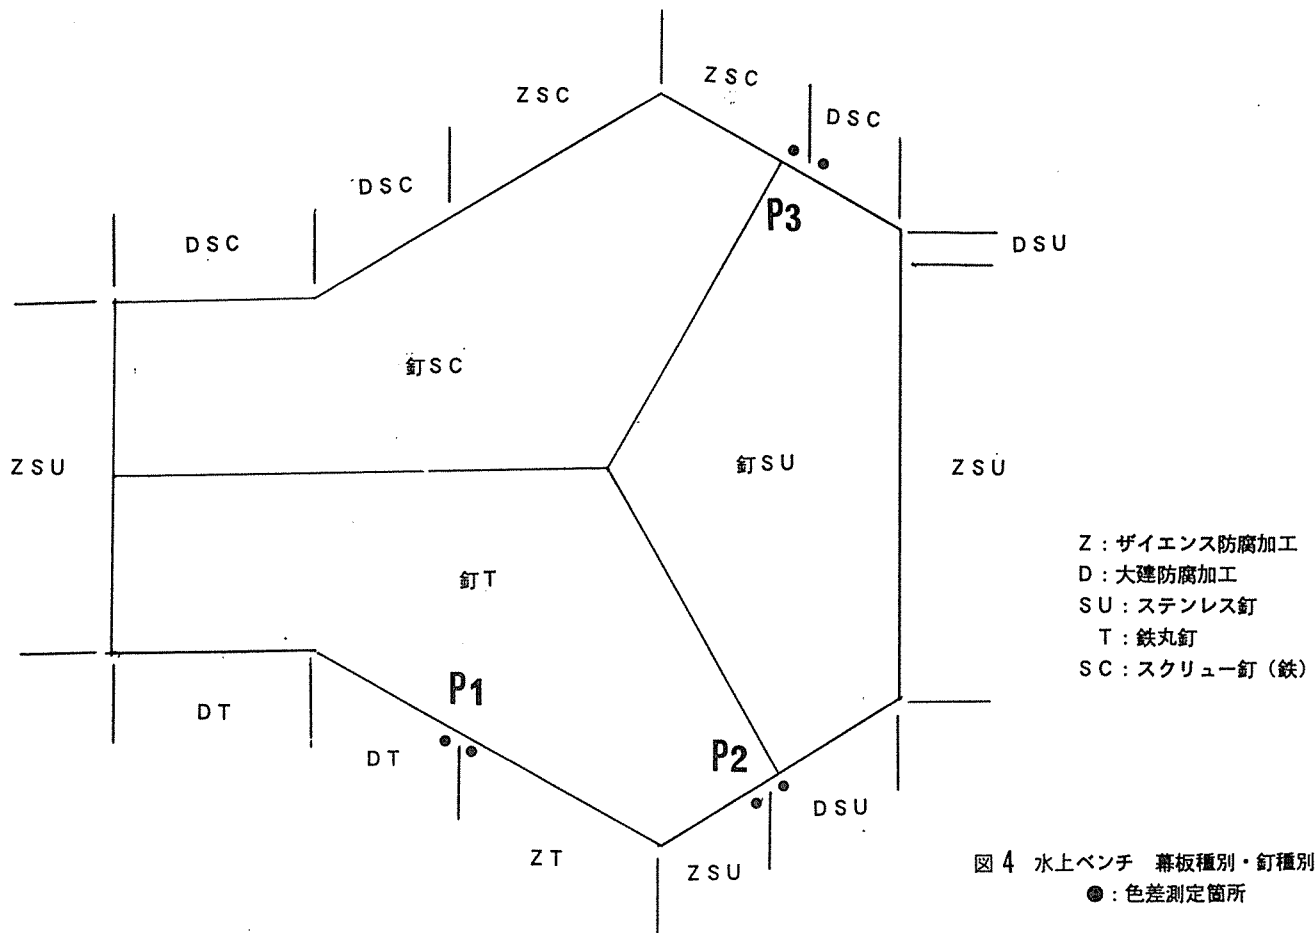 ZSC
ZSC
DSC
DSC
DSC
P3
DSU
釘SC
ZSU
釘SU
ZSU
Z：ザイエンス防腐加工
D：大建防腐加工
SU：ステンレス釘
T：鉄丸釘
SC：スクリュー釘（鉄）
釘T
P1
DT
DT
P2
DSU
ZT
ZSU
図4 水上ベンチ 幕板種別・釘種別
●：色差測定箇所